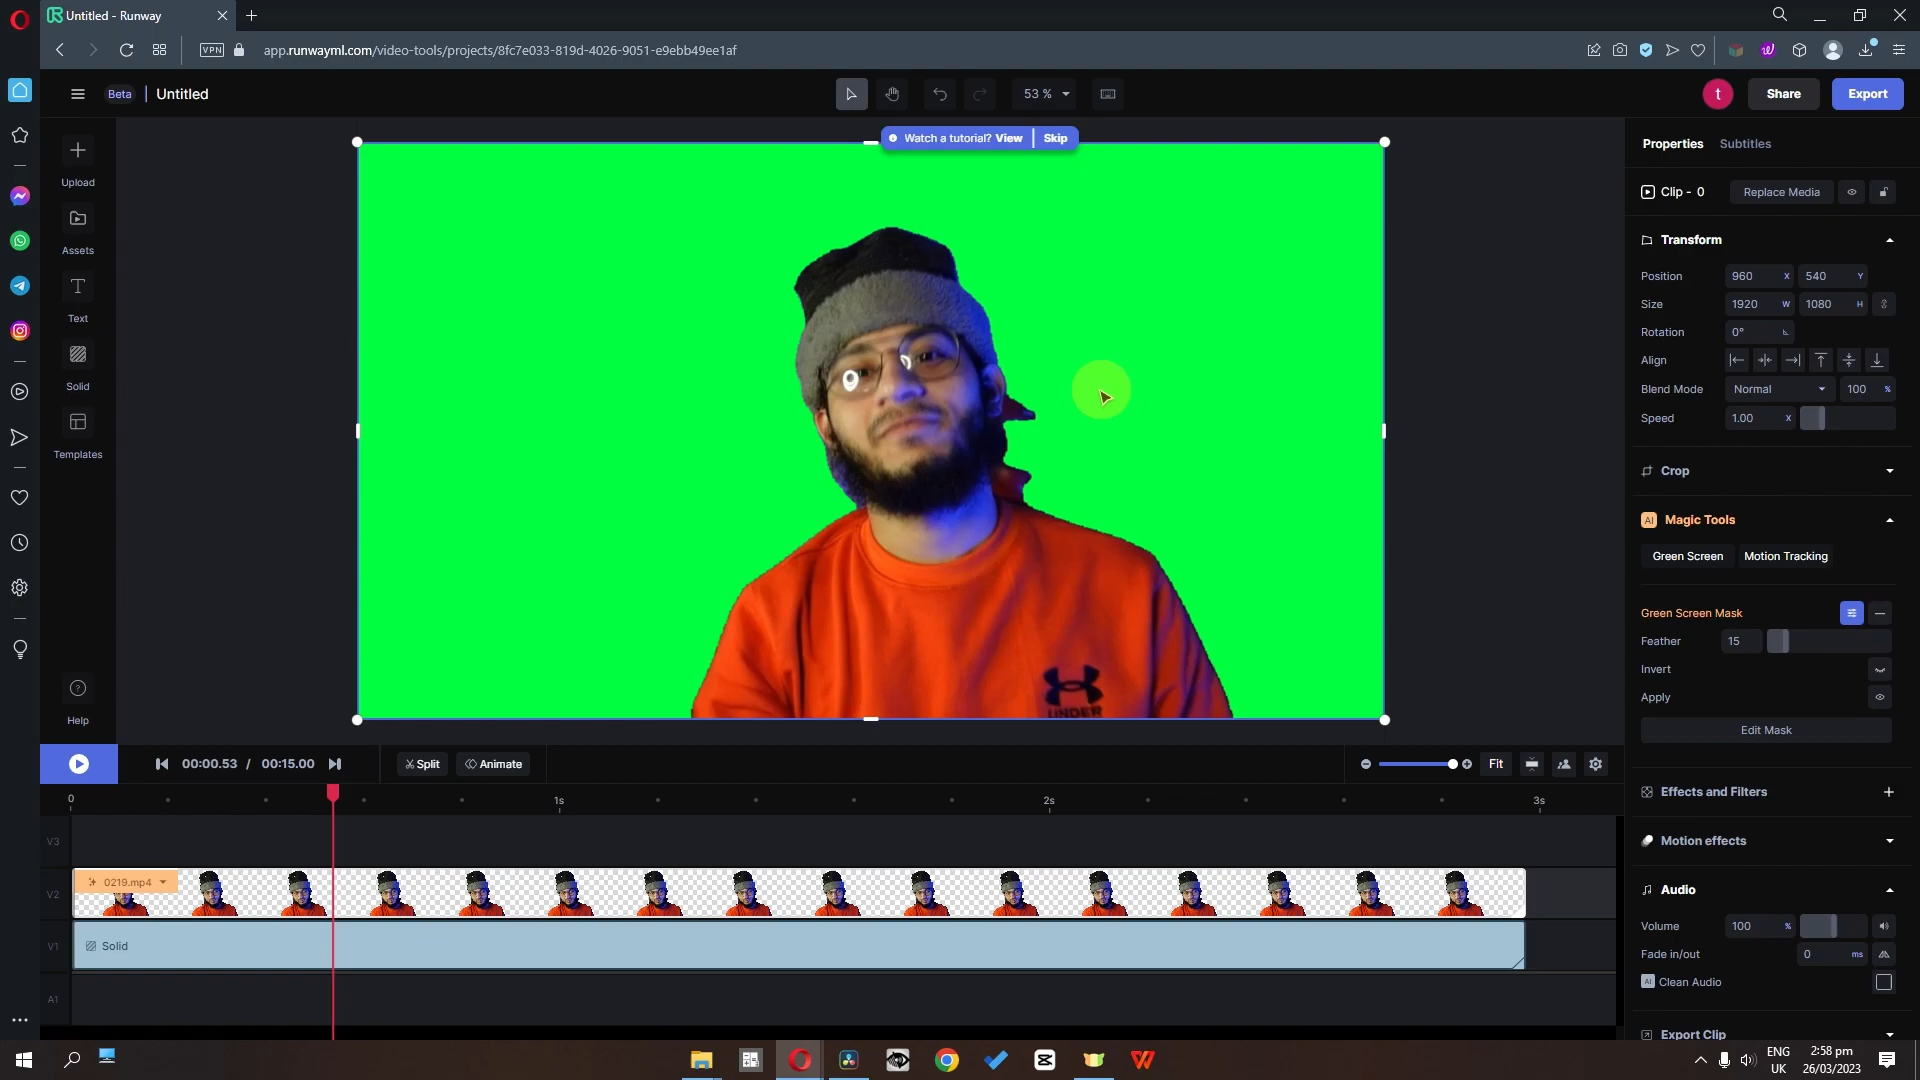 Untitled - Runway
VPN
app.runwayml.com/video-tools/projects/8fc7e033-819d-4026-9051-e9ebb49ee1af
Beta
Untitled
53 %
t
Share
Export
Watch a tutorial? View
Skip
Upload
Assets
Text
Solid
Templates
Help
Properties
Subtitles
Clip - 0
Replace Media
Transform
Position
960 X
540 Y
Size
1920 W
1080 H
Rotation
0°
Align
Blend Mode
Normal
100 %
Speed
1.00 X
Crop
AI Magic Tools
Green Screen
Motion Tracking
Green Screen Mask
Feather
15
Invert
Apply
Edit Mask
Effects and Filters
Motion effects
Audio
Volume
100 %
Fade in/out
0 ms
AI Clean Audio
Export Clip
UNDER
00:00.53 / 00:15.00
Split
Animate
Fit
0
1s
2s
3s
V3
V2
0219.mp4
V1
Solid
A1
ENG
UK
2:58 pm
26/03/2023